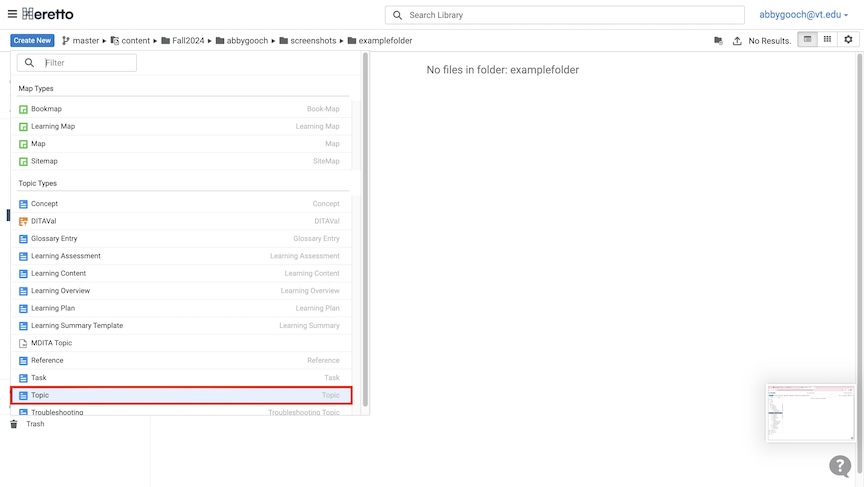 Heretto
Search Library
abbygooch@vt.edu
Create New
master
content
Fall2024
abbygooch
screenshots
examplefolder
No Results.
Filter
No files in folder: examplefolder
Map Types
Bookmap Book-Map
Learning Map Learning Map
Map Map
Sitemap SiteMap
Topic Types
Concept Concept
DITAVal DITAVal
Glossary Entry Glossary Entry
Learning Assessment Learning Assessment
Learning Content Learning Content
Learning Overview Learning Overview
Learning Plan Learning Plan
Learning Summary Template Learning Summary
MDITA Topic
Reference Reference
Task Task
Topic Topic
Troubleshooting Troubleshooting Topic
Trash
?